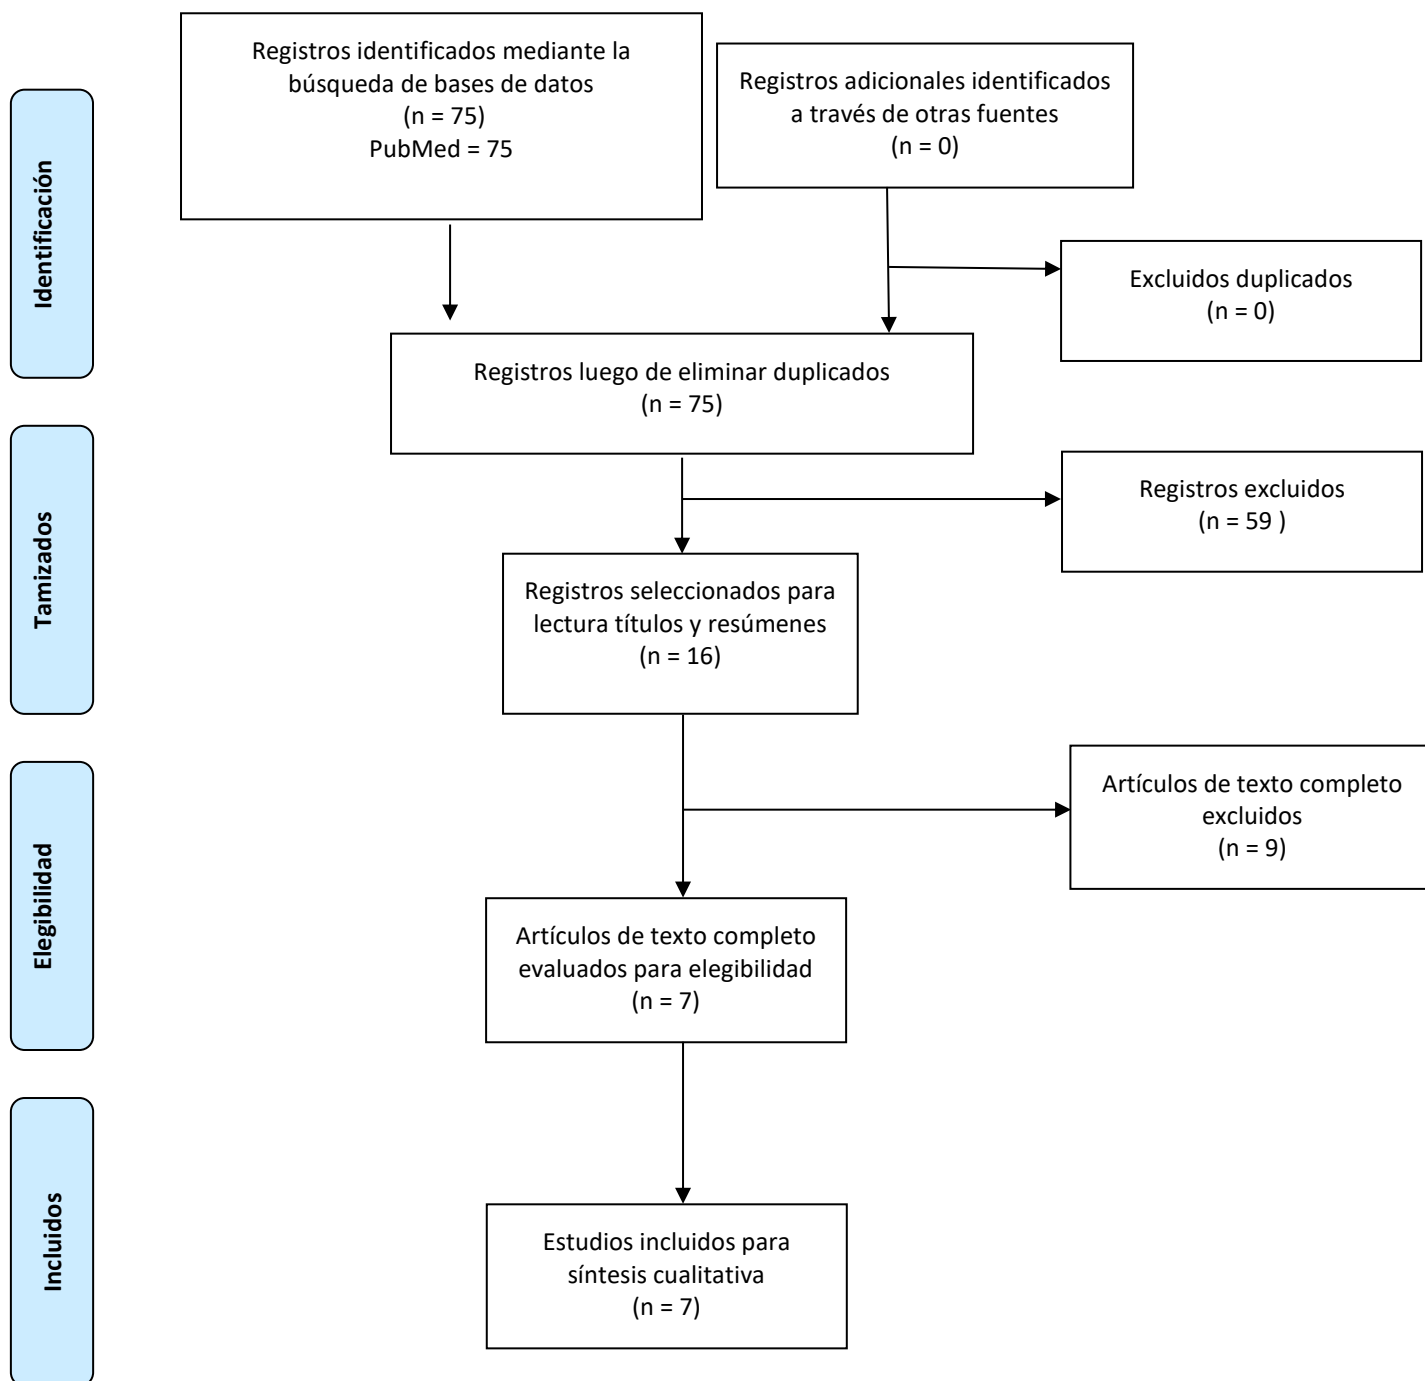 Registros identificados mediante la
búsqueda de bases de datos
(n = 75)
PubMed = 75
Registros adicionales identificados
a través de otras fuentes
(n = 0)
Identificación
Excluidos duplicados
(n = 0)
Registros luego de eliminar duplicados
(n = 75)
Tamizados
Registros excluidos
(n = 59 )
Registros seleccionados para
lectura títulos y resúmenes
(n = 16)
Elegibilidad
Artículos de texto completo
excluidos
(n = 9)
Artículos de texto completo
evaluados para elegibilidad
(n = 7)
Incluidos
Estudios incluidos para
síntesis cualitativa
(n = 7)